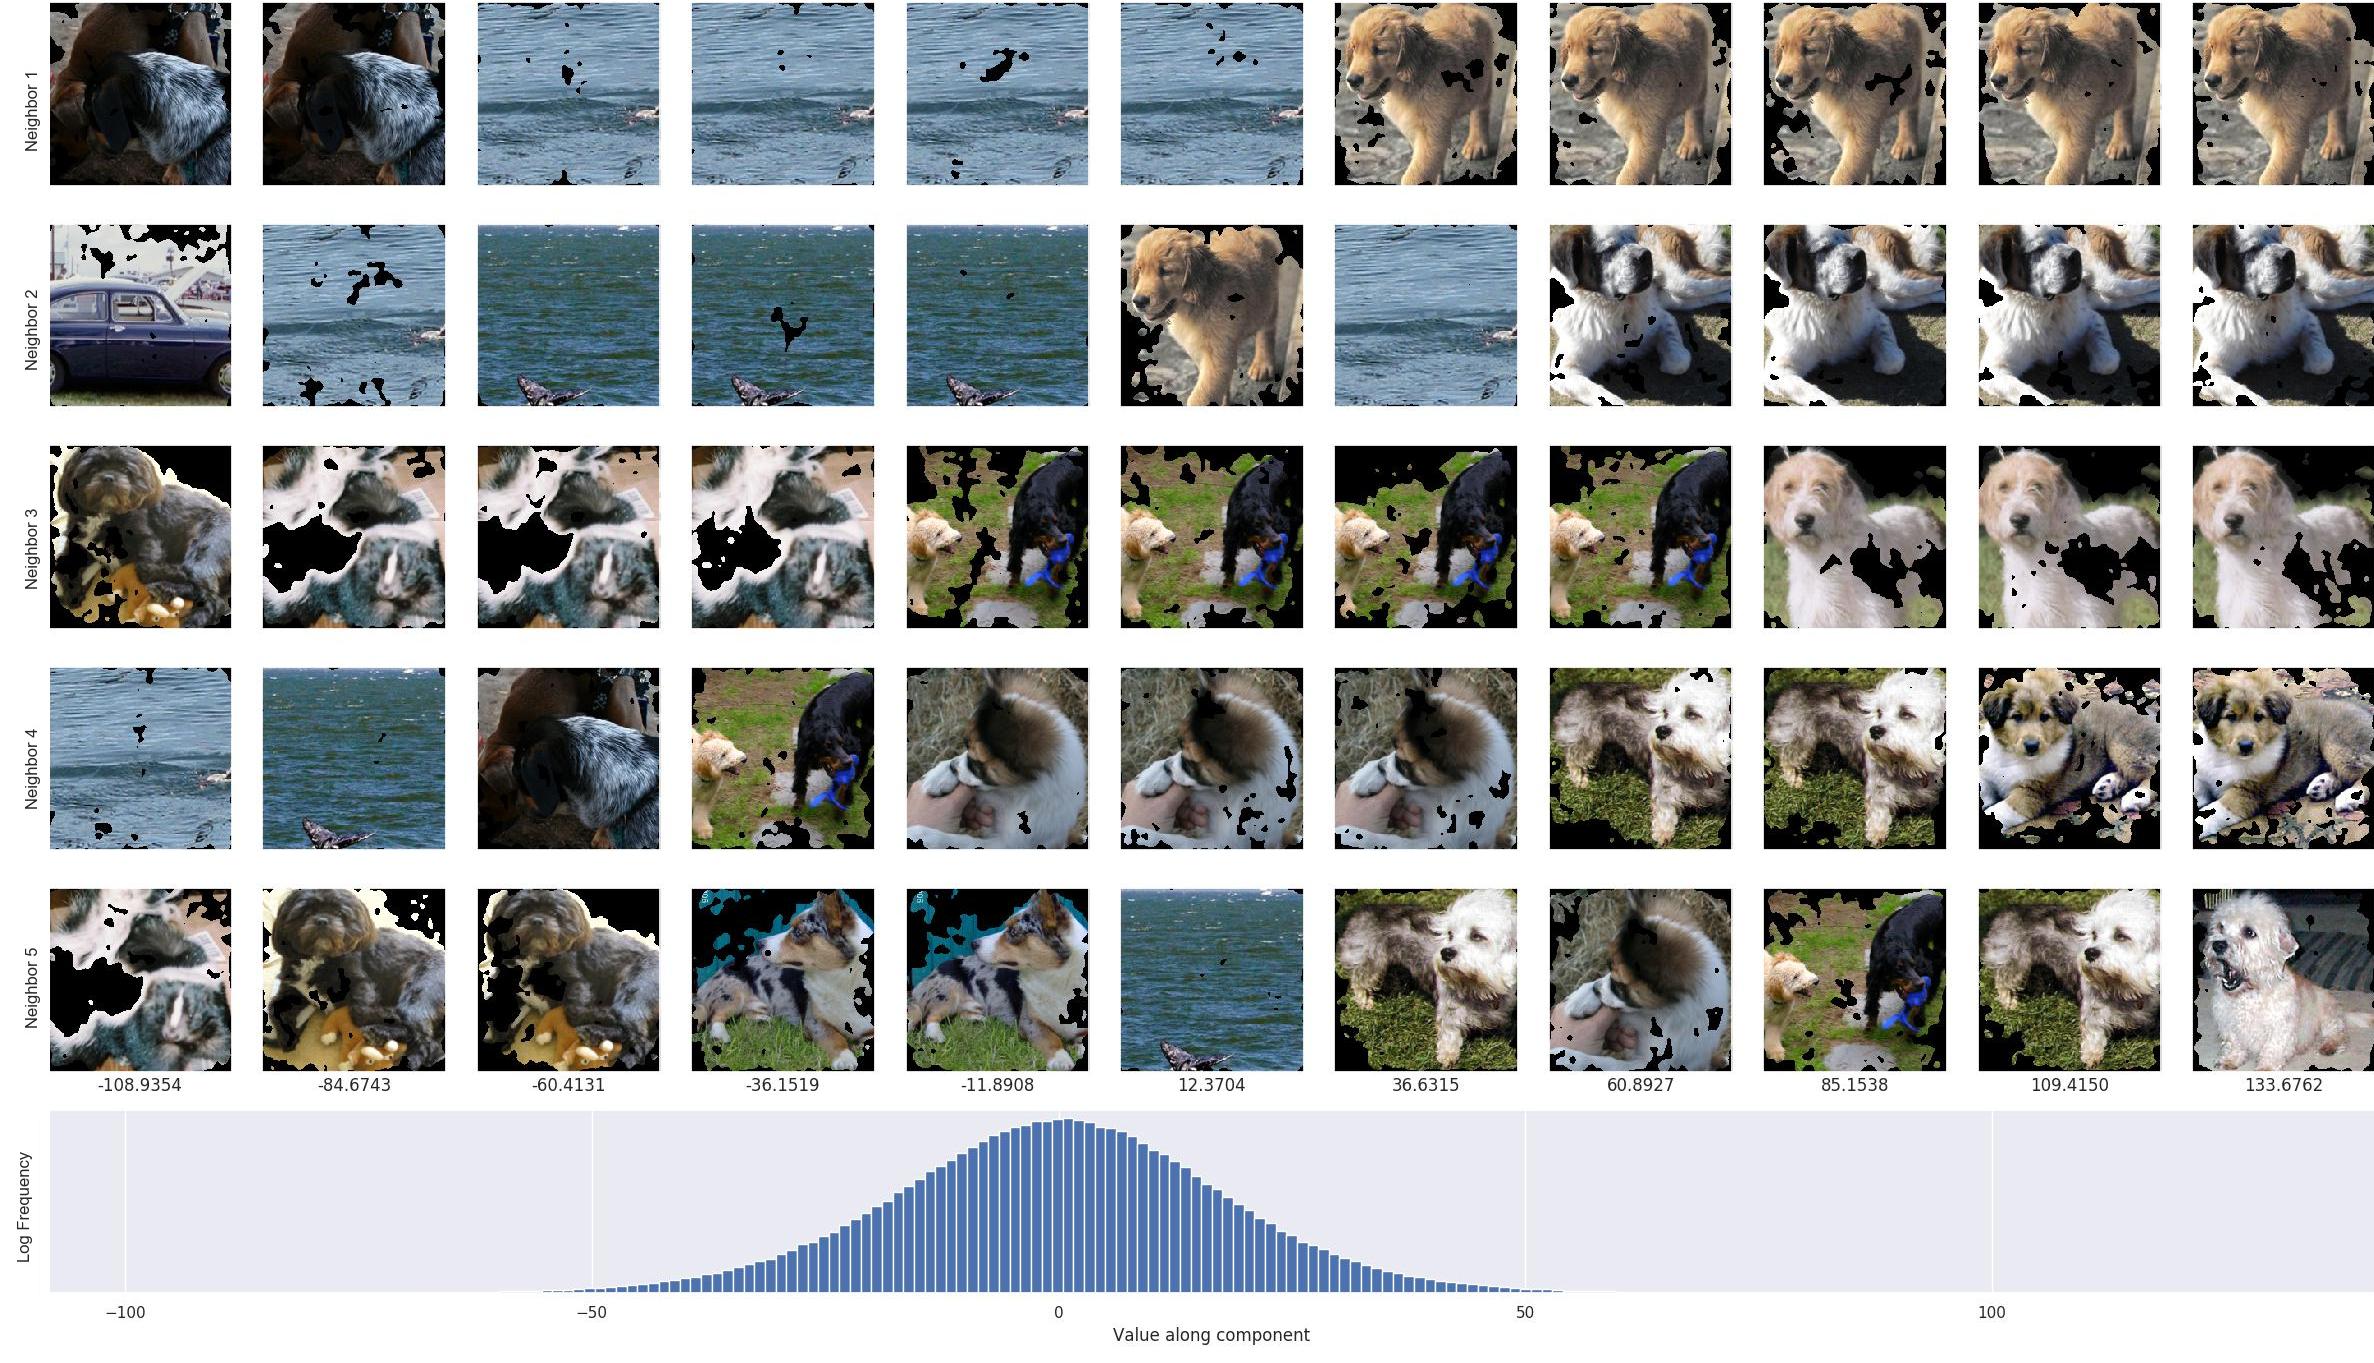 Neighbor 1
Neighbor 2
Neighbor 3
Neighbor 4
Neighbor 5
-108.9354 -84.6743 -60.4131 -36.1519 -11.8908 12.3704 36.6315 60.8927 85.1538 109.4150 133.6762
Log Frequency
−100 −50 0 50 100
Value along component